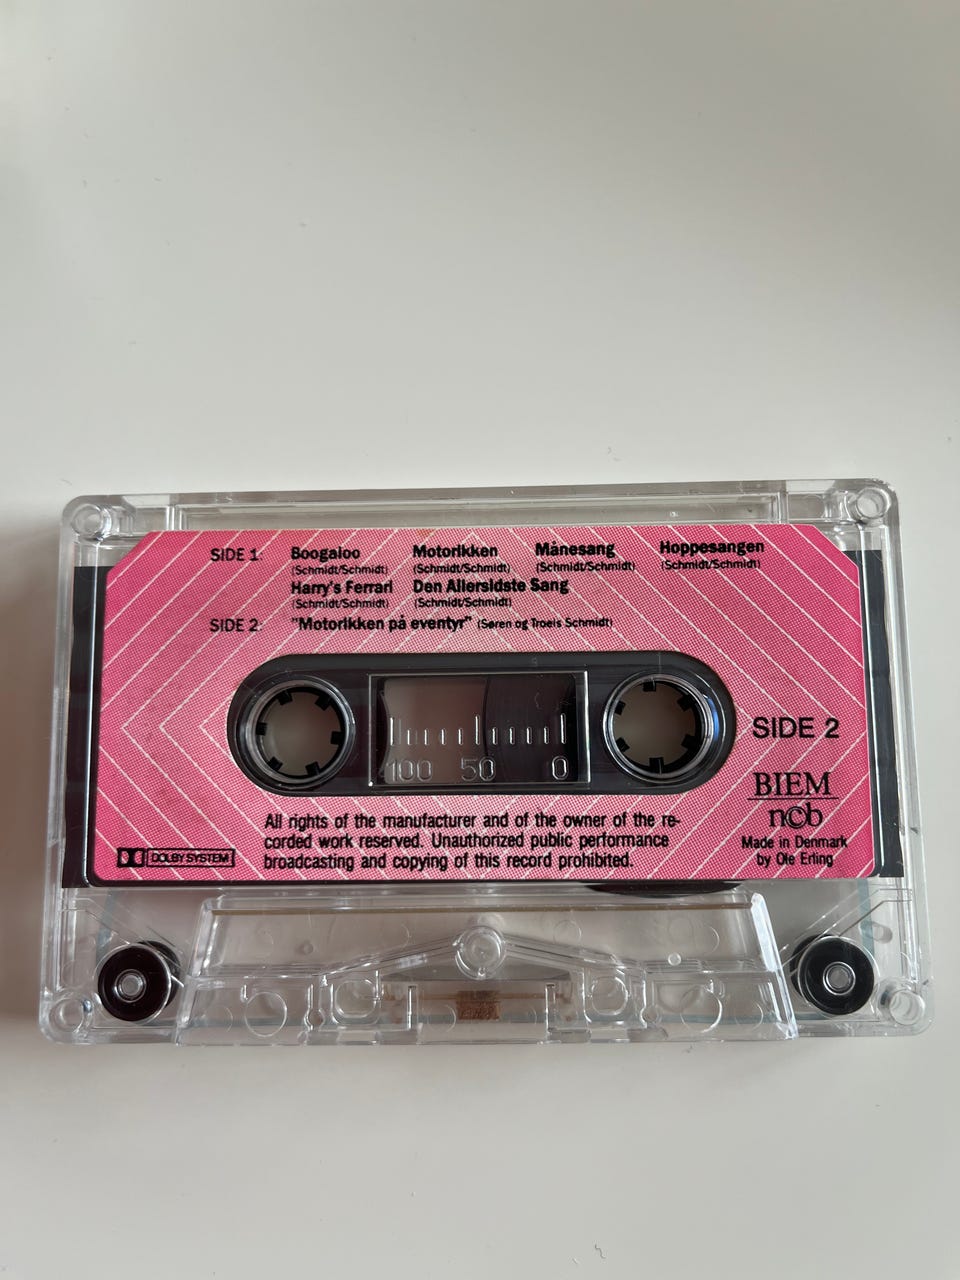 SIDE 1: Boogaloo Motorikken Månesang Hoppesangen
(Schmidt/Schmidt) (Schmidt/Schmidt) (Schmidt/Schmidt) (Schmidt/Schmidt)
Harry's Ferrari Den Allersidste Sang
(Schmidt/Schmidt) (Schmidt/Schmidt)
SIDE 2: "Motorikken på eventyr" (Søren og Troels Schmidt)
100 50 0
SIDE 2
BIEM
n©b
Made in Denmark
by Ole Erling
All rights of the manufacturer and of the owner of the re-
corded work reserved. Unauthorized public performance
broadcasting and copying of this record prohibited.
DOLBY SYSTEM